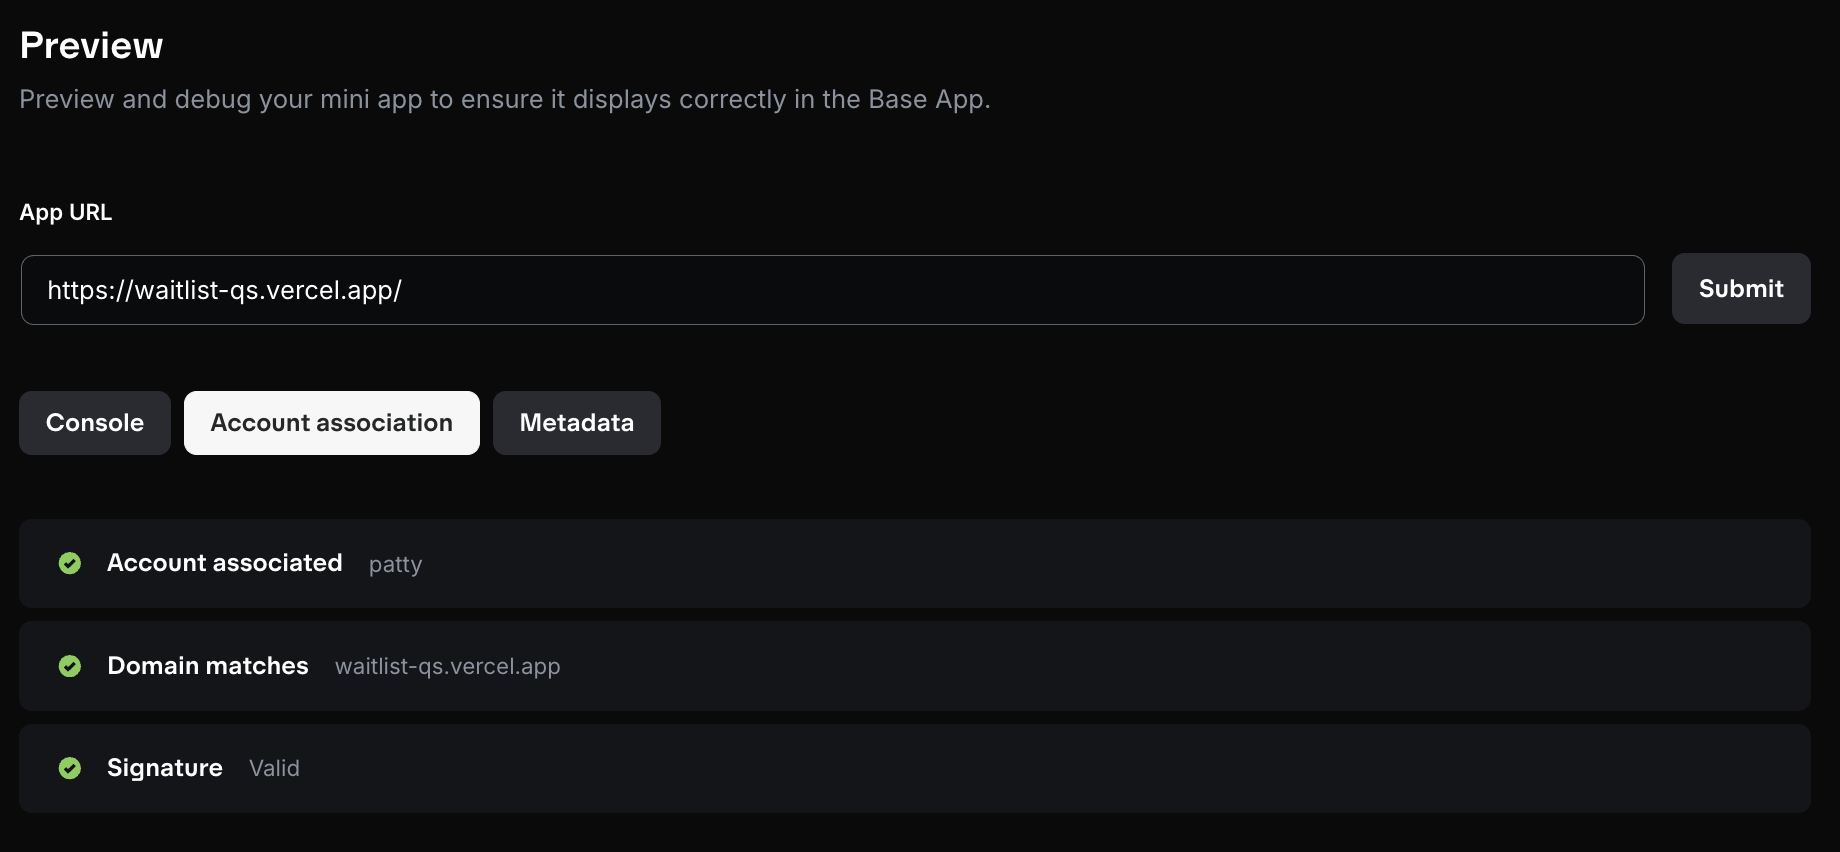 Preview
Preview and debug your mini app to ensure it displays correctly in the Base App.
App URL
https://waitlist-qs.vercel.app/
Submit
Console Account association Metadata
Account associated patty
Domain matches waitlist-qs.vercel.app
Signature Valid